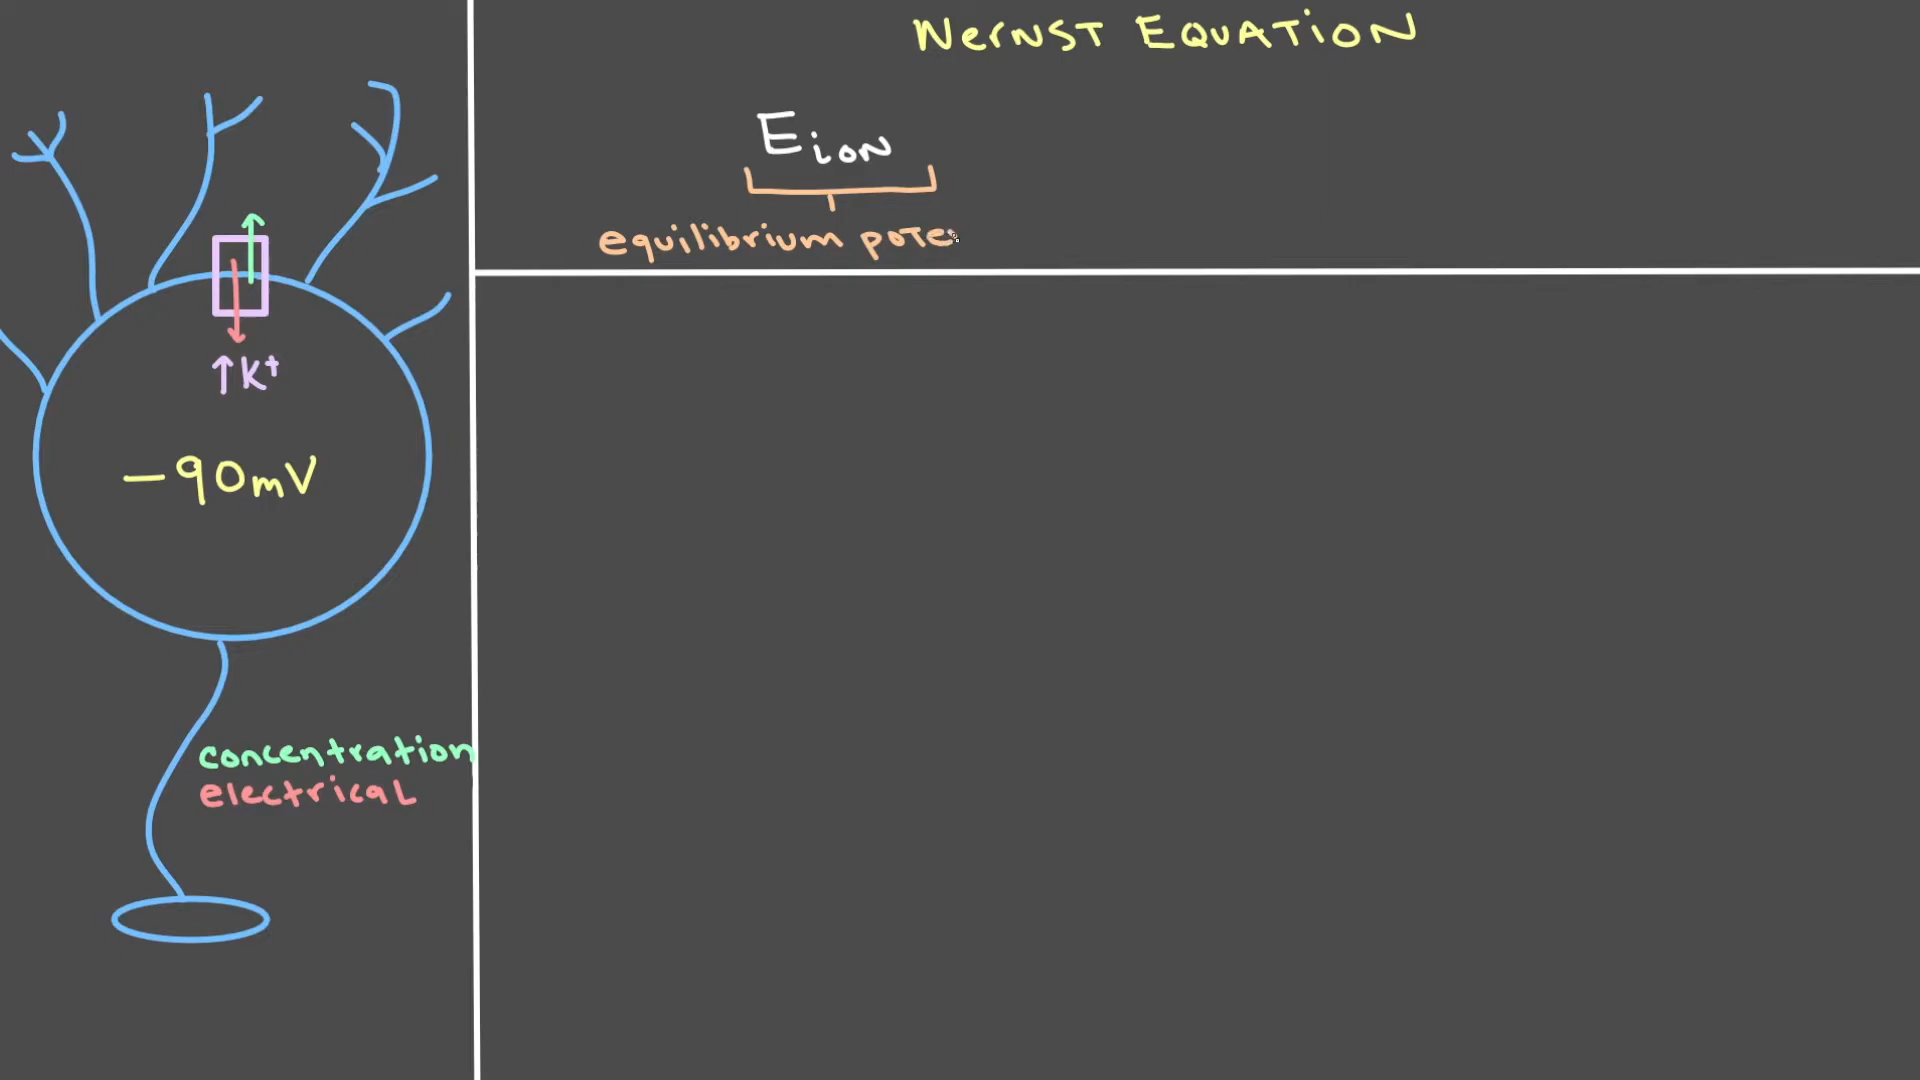 NerNST EQUATiON
Eion
equilibrium pote
↑K+
-90mV
concentration
electrical